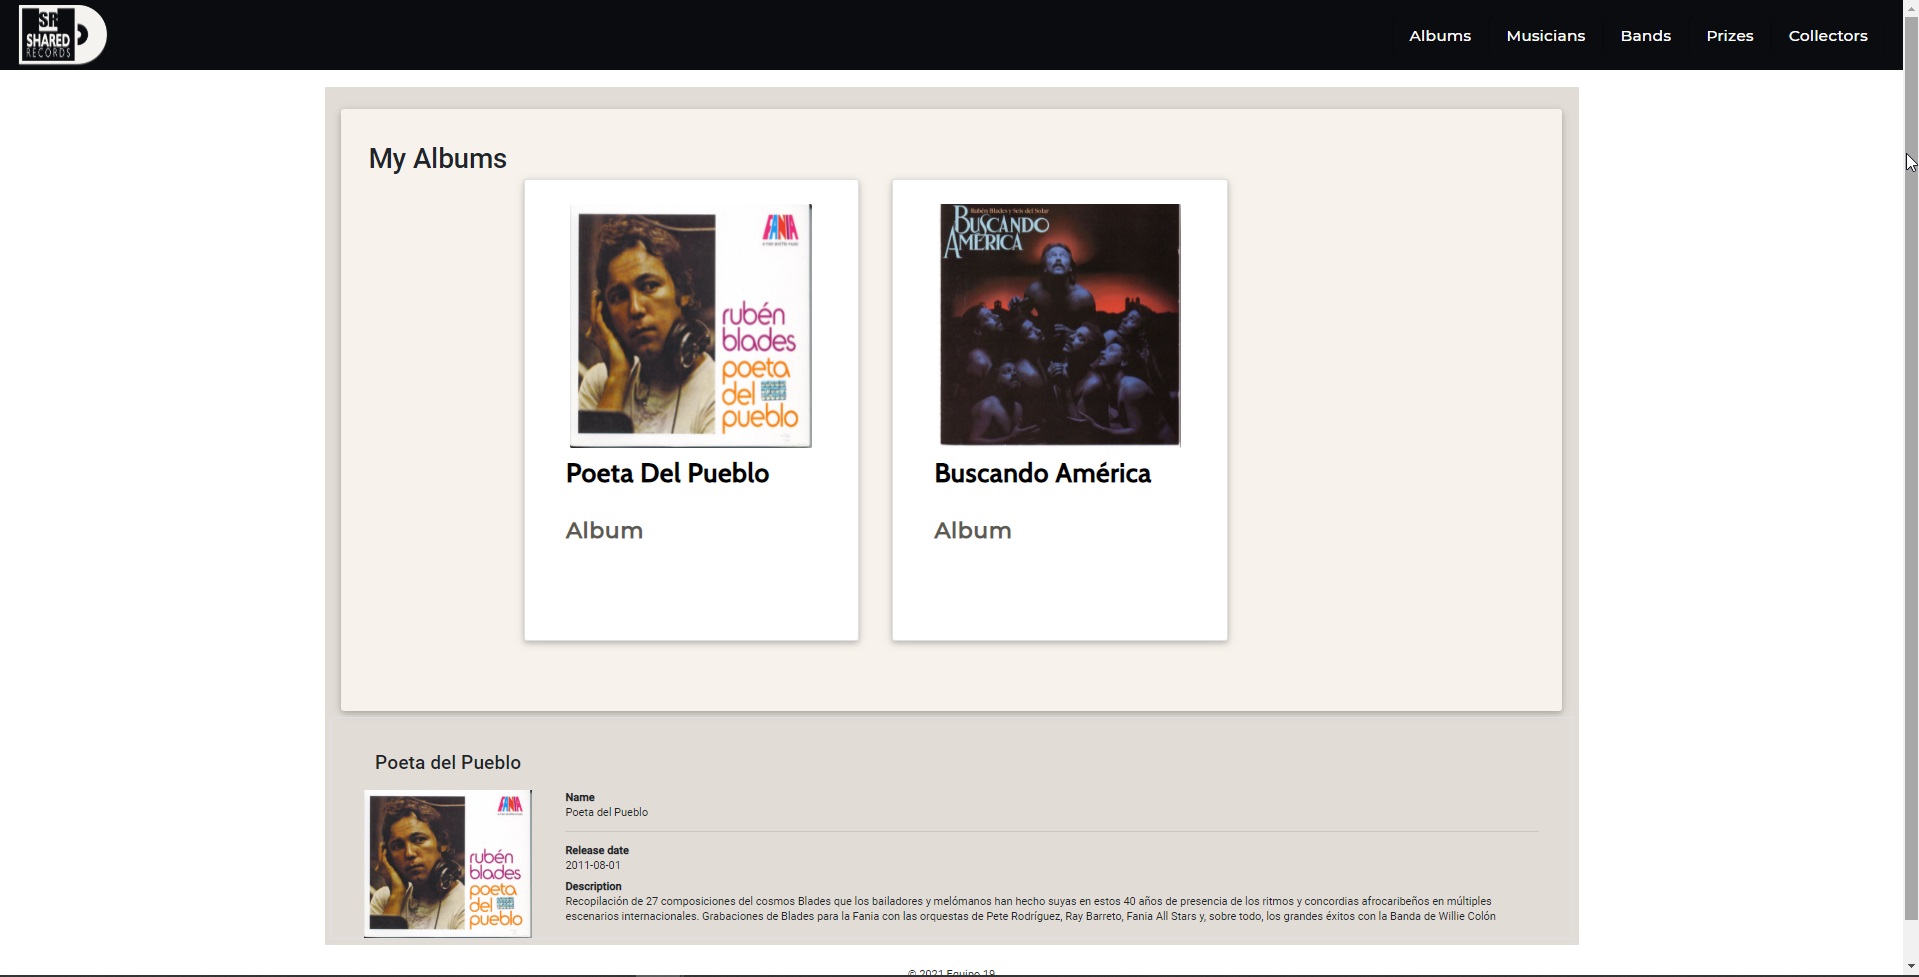 SR
SHARED
RECORDS
Albums
Musicians
Bands
Prizes
Collectors
My Albums
FANIA
rubén
blades
poeta
del
pueblo
Poeta Del Pueblo
Album
Rubén Blades y Seis del Solar
BUSCANDO
AMÉRICA
Buscando América
Album
Poeta del Pueblo
FANIA
rubén
blades
poeta
del
pueblo
Name
Poeta del Pueblo
Release date
2011-08-01
Description
Recopilación de 27 composiciones del cosmos Blades que los bailadores y melómanos han hecho suyas en estos 40 años de presencia de los ritmos y concordias afrocaribeños en múltiples
escenarios internacionales. Grabaciones de Blades para la Fania con las orquestas de Pete Rodríguez, Ray Barreto, Fania All Stars y, sobre todo, los grandes éxitos con la Banda de Willie Colón
© 2021 Equipo 19